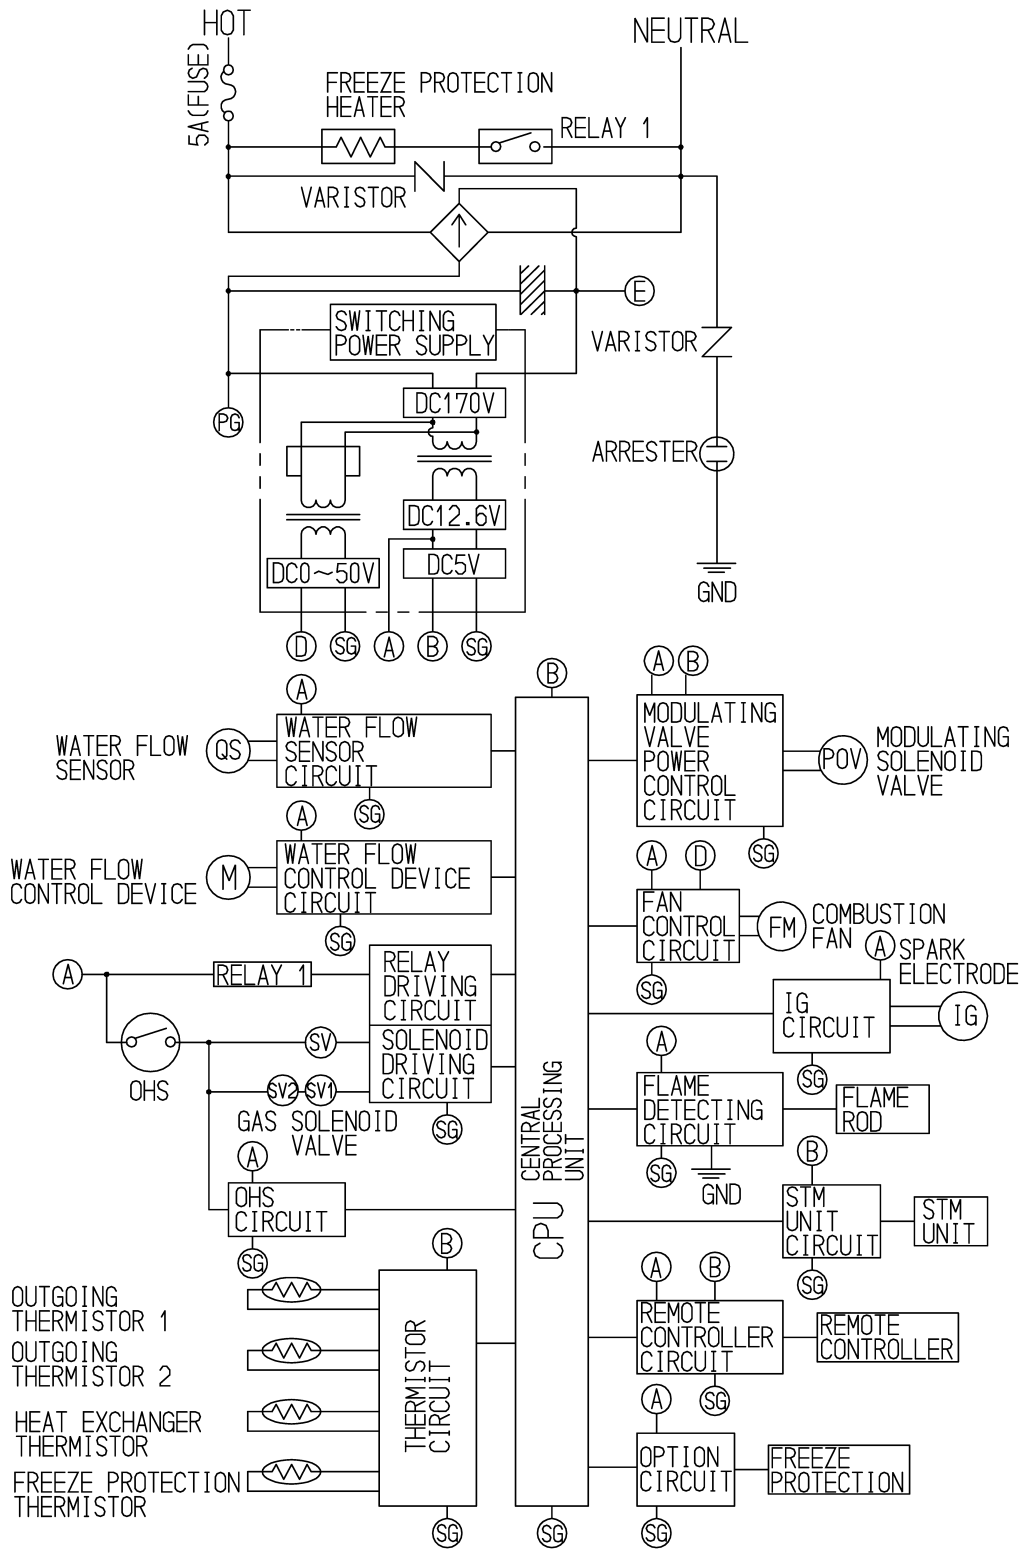 HOT
NEUTRAL
5A(FUSE)
FREEZE PROTECTION
HEATER
RELAY 1
VARISTOR
E
SWITCHING
POWER SUPPLY
VARISTOR
PG
DC170V
ARRESTER
DC12.6V
DC5V
DC0～50V
GND
D
SG
A
B
SG
B
A
B
A
WATER FLOW
SENSOR
QS
WATER FLOW
SENSOR
CIRCUIT
SG
MODULATING
VALVE
POWER
CONTROL
CIRCUIT
POV
MODULATING
SOLENOID
VALVE
SG
A
WATER FLOW
CONTROL DEVICE
M
WATER FLOW
CONTROL DEVICE
CIRCUIT
SG
A
D
FAN
CONTROL
CIRCUIT
FM
COMBUSTION
FAN
SG
A
RELAY 1
RELAY
DRIVING
CIRCUIT
A
SPARK
ELECTRODE
IG
CIRCUIT
IG
SG
OHS
SV
SOLENOID
DRIVING
CIRCUIT
SV2
SV1
GAS SOLENOID
VALVE
SG
CENTRAL
PROCESSING
UNIT
CPU
A
FLAME
DETECTING
CIRCUIT
FLAME
ROD
SG
GND
A
OHS
CIRCUIT
SG
B
STM
UNIT
CIRCUIT
STM
UNIT
SG
B
OUTGOING
THERMISTOR 1
OUTGOING
THERMISTOR 2
HEAT EXCHANGER
THERMISTOR
FREEZE PROTECTION
THERMISTOR
THERMISTOR
CIRCUIT
SG
SG
A
B
REMOTE
CONTROLLER
CIRCUIT
REMOTE
CONTROLLER
SG
A
OPTION
CIRCUIT
FREEZE
PROTECTION
SG